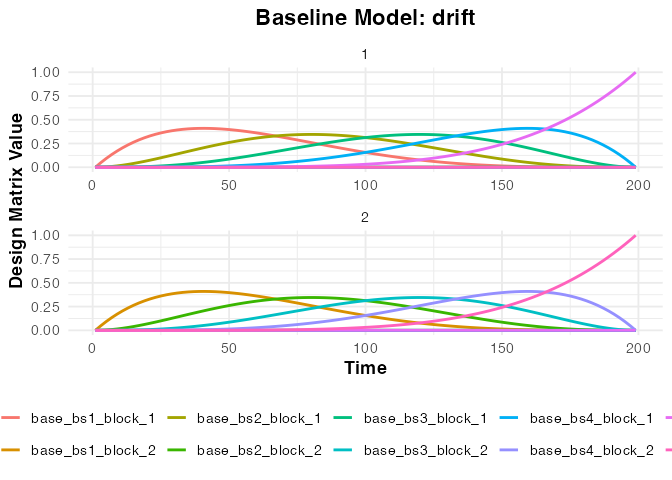 Baseline Model: drift
1
1.00
0.75
0.50
0.25
0.00
0 50 100 150 200
2
1.00
0.75
0.50
0.25
0.00
0 50 100 150 200
Design Matrix Value
Time
base_bs1_block_1 base_bs2_block_1 base_bs3_block_1 base_bs4_block_1
base_bs1_block_2 base_bs2_block_2 base_bs3_block_2 base_bs4_block_2